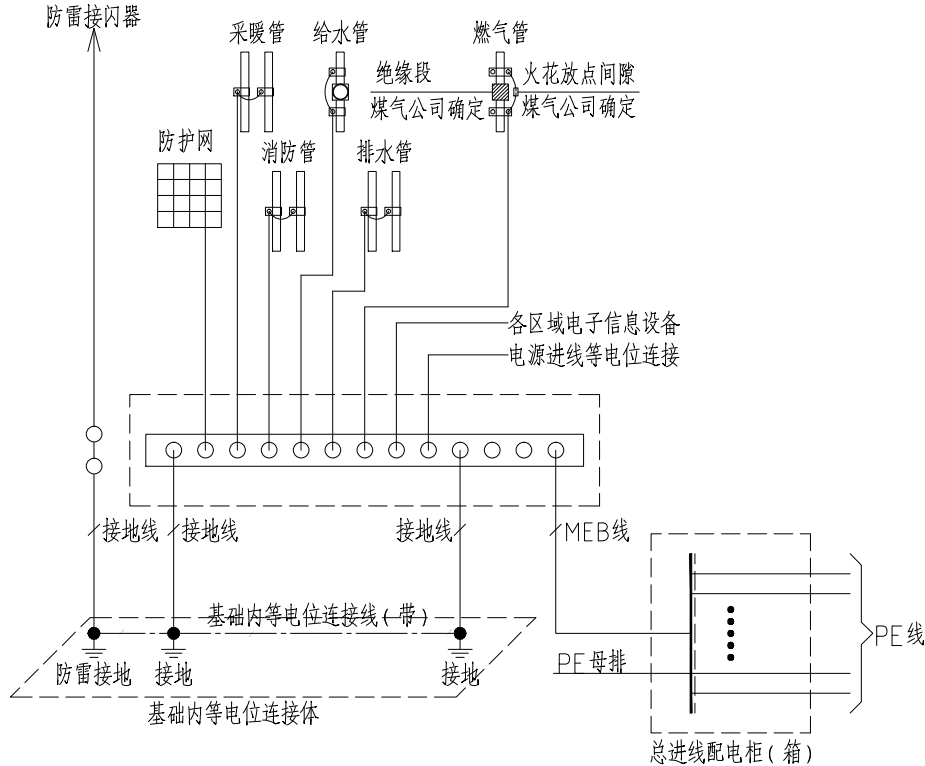 防雷接闪器
采暖管
给水管
燃气管
绝缘段
煤气公司确定
火花放点间隙
煤气公司确定
防护网
消防管
排水管
各区域电子信息设备
电源进线等电位连接
接地线
接地线
接地线
MEB线
基础内等电位连接线(带)
PE线
防雷接地
接地
接地
PE母排
基础内等电位连接体
总进线配电柜(箱)